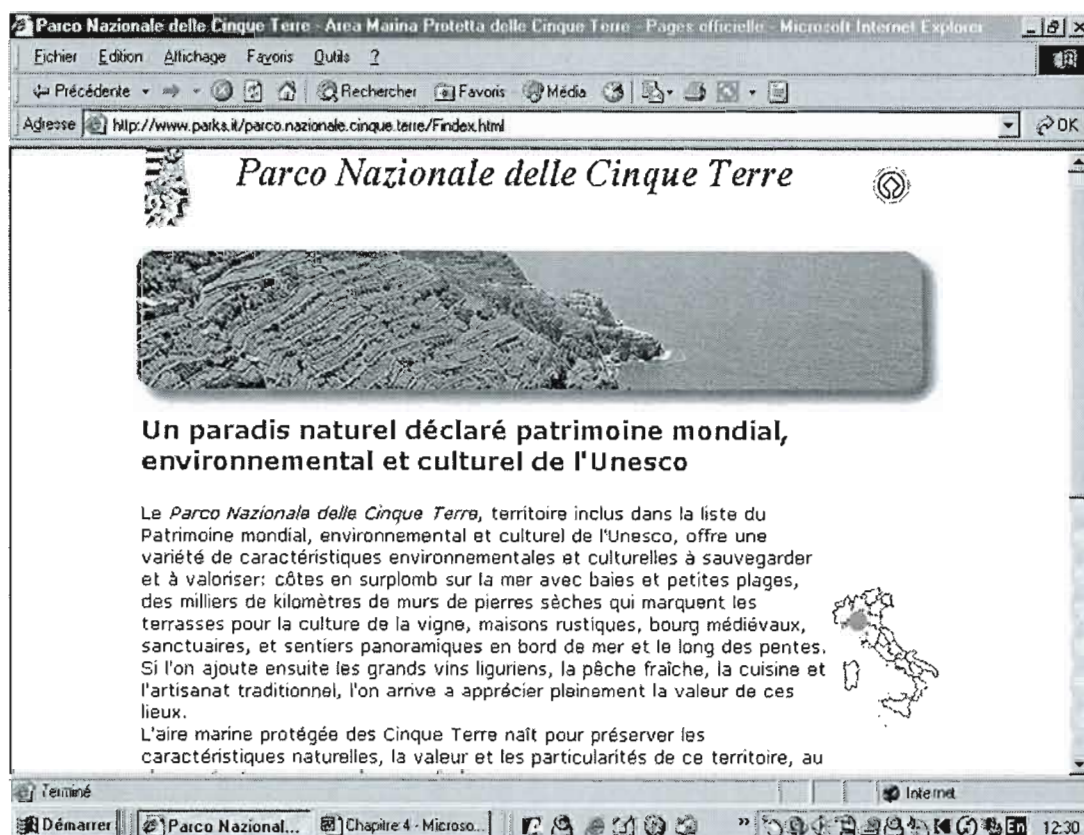 Parco Nazionale delle Cinque Terre - Area Marina Protetta delle Cinque Terre - Pages officielle - Microsoft Internet Explorer
Fichier Edition Affichage Favoris Outils ?
Précédente Rechercher Favoris Média
Adresse http://www.parks.it/parco.nazionale.cinque.terre/Findex.html OK
Parco Nazionale delle Cinque Terre
Un paradis naturel déclaré patrimoine mondial,
environnemental et culturel de l'Unesco
Le Parco Nazionale delle Cinque Terre, territoire inclus dans la liste du
Patrimoine mondial, environnemental et culturel de l'Unesco, offre une
variété de caractéristiques environnementales et culturelles à sauvegarder
et à valoriser: côtes en surplomb sur la mer avec baies et petites plages,
des milliers de kilomètres de murs de pierres sèches qui marquent les
terrasses pour la culture de la vigne, maisons rustiques, bourg médiévaux,
sanctuaires, et sentiers panoramiques en bord de mer et le long des pentes.
Si l'on ajoute ensuite les grands vins liguriens, la pêche fraîche, la cuisine et
l'artisanat traditionnel, l'on arrive a apprécier pleinement la valeur de ces
lieux.
L'aire marine protégée des Cinque Terre naît pour préserver les
caractéristiques naturelles, la valeur et les particularités de ce territoire, au
Terminé Internet
Démarrer Parco Nazional... Chapitre 4 - Microso... » En 12:30